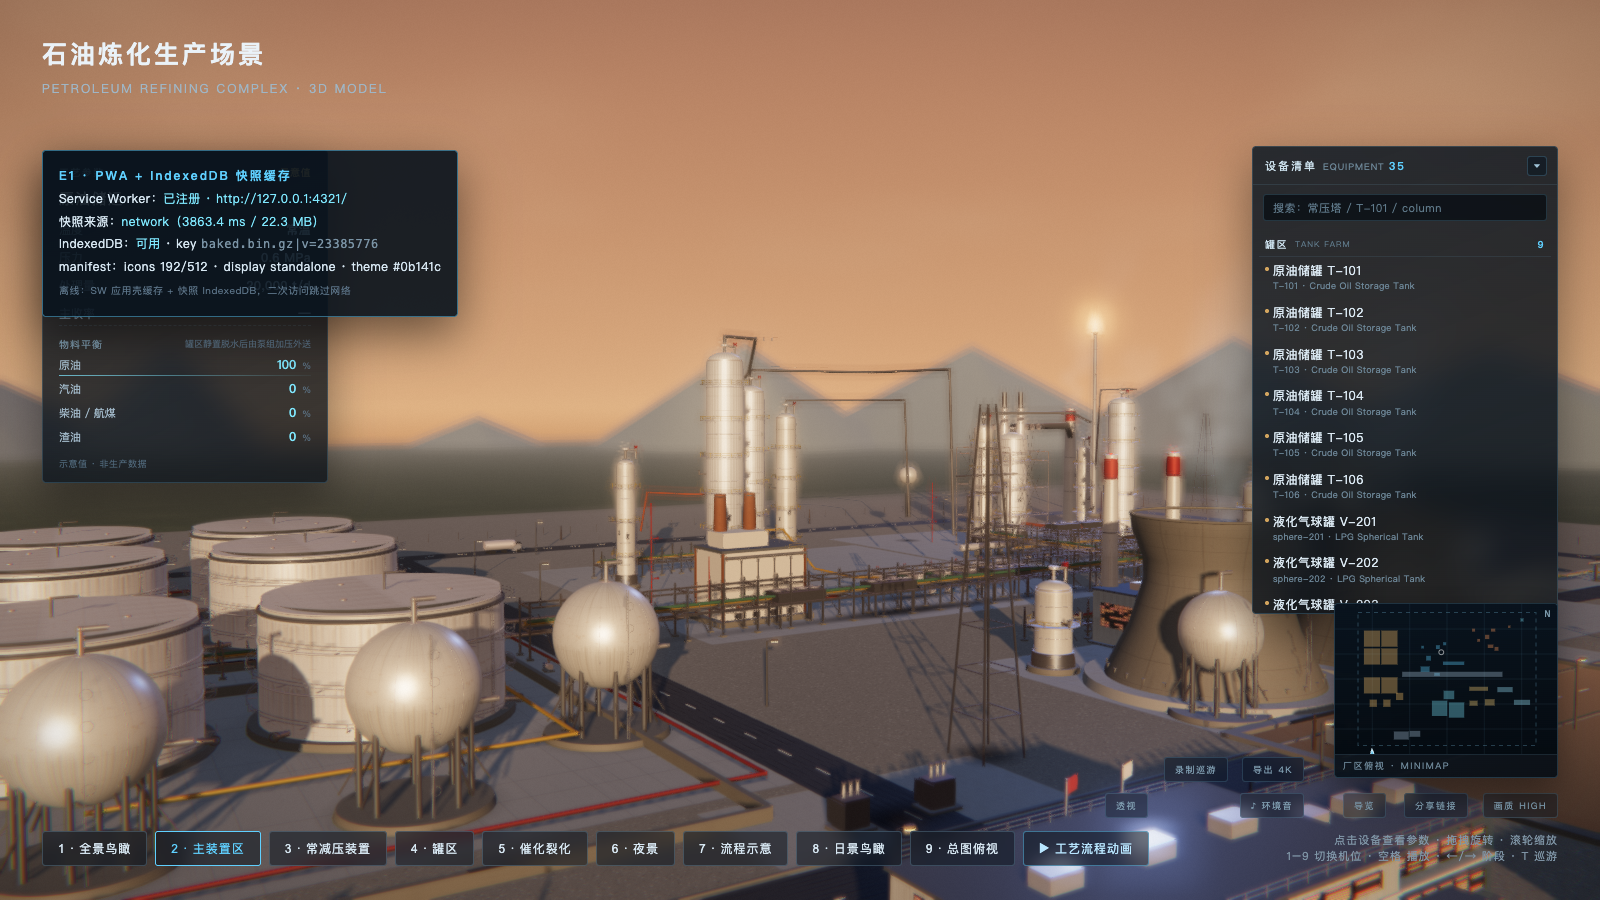 石油炼化生产场景
PETROLEUM REFINING COMPLEX · 3D MODEL
E1 · PWA + IndexedDB 快照缓存
Service Worker：已注册 · http://127.0.0.1:4321/
快照来源：network（3863.4 ms / 22.3 MB）
IndexedDB：可用 · key baked.bin.gz|v=23385776
manifest：icons 192/512 · display standalone · theme #0b141c
离线：SW 应用壳缓存 + 快照 IndexedDB，二次访问跳过网络
主收率 —
物料平衡 罐区静置脱水后由泵组加压外送
原油 100 %
汽油 0 %
柴油 / 航煤 0 %
渣油 0 %
示意值 · 非生产数据
设备清单 EQUIPMENT 35
搜索：常压塔 / T-101 / column
罐区 TANK FARM 9
原油储罐 T-101
T-101 · Crude Oil Storage Tank
原油储罐 T-102
T-102 · Crude Oil Storage Tank
原油储罐 T-103
T-103 · Crude Oil Storage Tank
原油储罐 T-104
T-104 · Crude Oil Storage Tank
原油储罐 T-105
T-105 · Crude Oil Storage Tank
原油储罐 T-106
T-106 · Crude Oil Storage Tank
液化气球罐 V-201
sphere-201 · LPG Spherical Tank
液化气球罐 V-202
sphere-202 · LPG Spherical Tank
液化气球罐 V-203
N
厂区俯视 · MINIMAP
录制巡游 导出 4K
透视 ♪ 环境音 导览 分享链接 画质 HIGH
1 · 全景鸟瞰 2 · 主装置区 3 · 常减压装置 4 · 罐区 5 · 催化裂化 6 · 夜景 7 · 流程示意 8 · 日景鸟瞰 9 · 总图俯视 ▶ 工艺流程动画
点击设备查看参数 · 拖拽旋转 · 滚轮缩放
1–9 切换机位 · 空格 播放 · ←/→ 阶段 · T 巡游